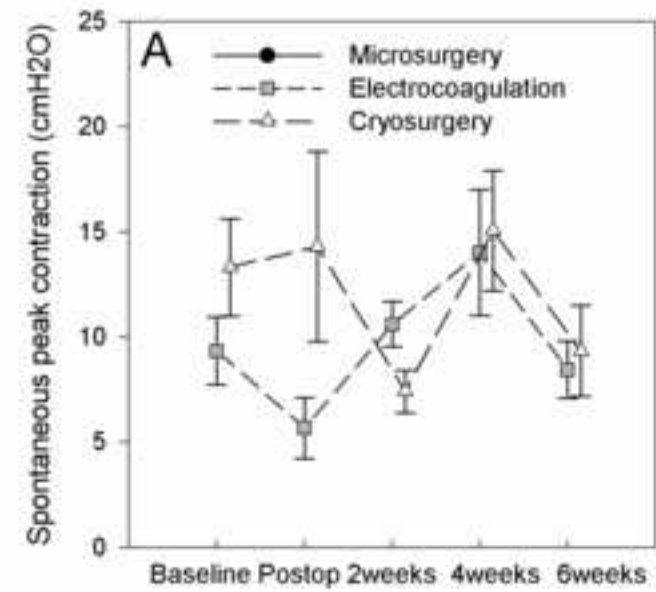 A
Microsurgery
Electrocoagulation
Cryosurgery
Spontaneous peak contraction (cmH2O)
25
20
15
10
5
0
Baseline Postop 2weeks 4weeks 6weeks